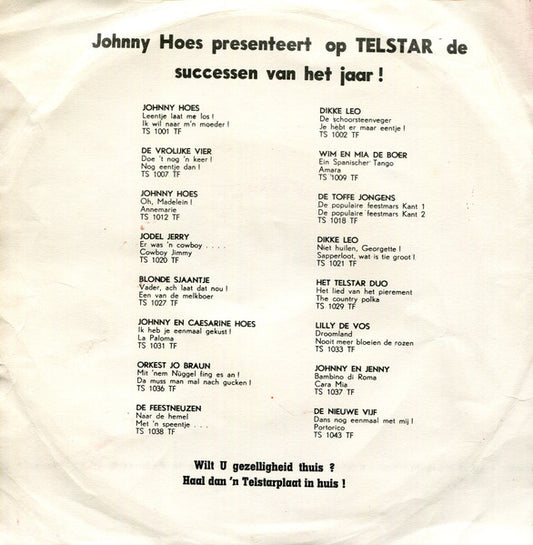 Johnny Hoes presenteert op TELSTAR de
successen van het jaar !
JOHNNY HOES
Leentje laat me los !
Ik wil naar m'n moeder !
TS 1001 TF
DE VROLIJKE VIER
Doe 't nog 'n keer !
Nog eentje dan !
TS 1007 TF
JOHNNY HOES
Oh, Madelein !
Annemarie
TS 1012 TF
JODEL JERRY
Er was 'n cowboy . . . .
Cowboy Jimmy
TS 1020 TF
BLONDE SJAANTJE
Vader, ach laat dat nou !
Een van de melkboer
TS 1027 TF
JOHNNY EN CAESARINE HOES
Ik heb je eenmaal gekust !
La Paloma
TS 1031 TF
ORKEST JO BRAUN
Mit 'nem Nüggel fing es an !
Da muss man mal nach gucken !
TS 1036 TF
DE FEESTNEUZEN
Naar de hemel
Met 'n speentje . . .
TS 1038 TF
DIKKE LEO
De schoorsteenveger
Je hebt er maar eentje !
TS 1002 TF
WIM EN MIA DE BOER
Ein Spanischer Tango
Amara
TS 1009 TF
DE TOFFE JONGENS
De populaire feestmars Kant 1
De populaire feestmars Kant 2
TS 1018 TF
DIKKE LEO
Niet huilen, Georgette !
Sapperloot, wat is tie groot !
TS 1021 TF
HET TELSTAR DUO
Het lied van het pierement
The country polka
TS 1029 TF
LILLY DE VOS
Droomland
Nooit meer bloeien de rozen
TS 1033 TF
JOHNNY EN JENNY
Bambino di Roma
Cara Mia
TS 1037 TF
DE NIEUWE VIJF
Dans nog eenmaal met mij !
Portorico
TS 1043 TF
Wilt U gezelligheid thuis ?
Haal dan 'n Telstarplaat in huis !